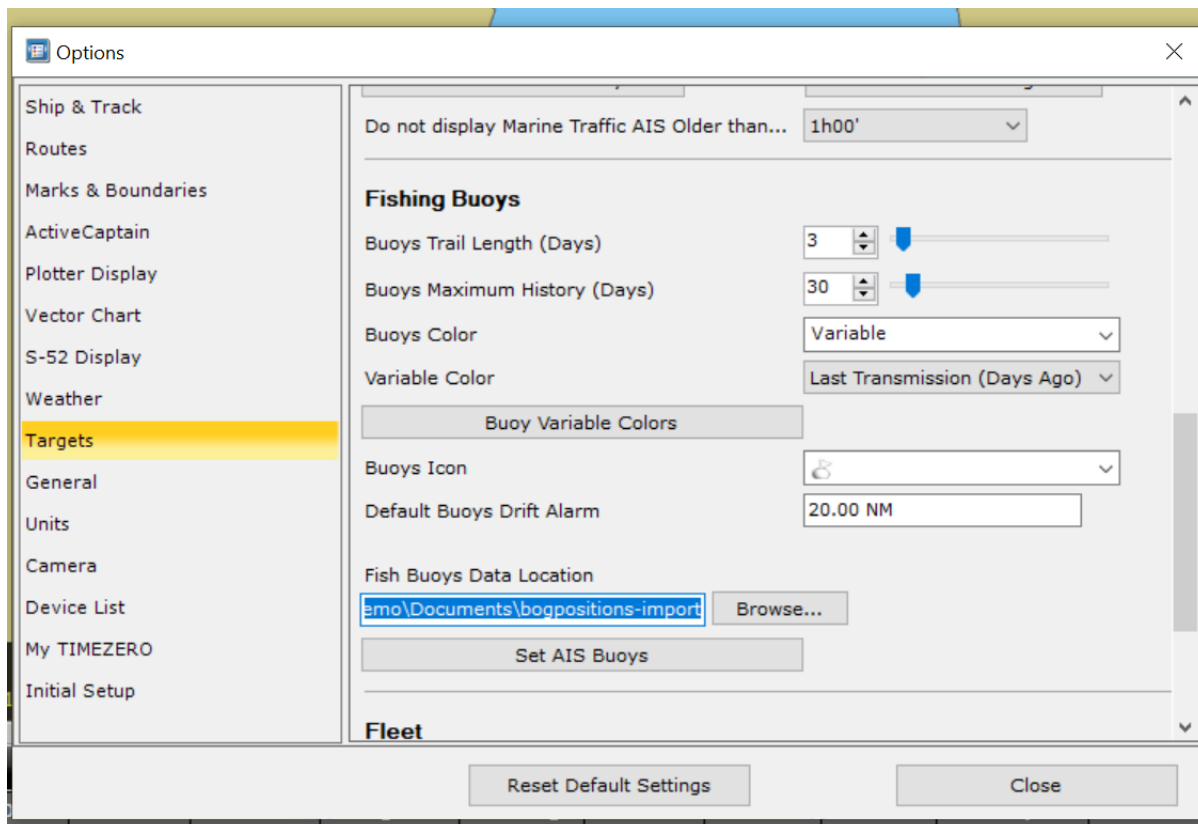 Options
Ship & Track
Routes
Marks & Boundaries
ActiveCaptain
Plotter Display
Vector Chart
S-52 Display
Weather
Targets
General
Units
Camera
Device List
My TIMEZERO
Initial Setup
Do not display Marine Traffic AIS Older than... 1h00'
Fishing Buoys
Buoys Trail Length (Days) 3
Buoys Maximum History (Days) 30
Buoys Color Variable
Variable Color Last Transmission (Days Ago)
Buoy Variable Colors
Buoys Icon
Default Buoys Drift Alarm 20.00 NM
Fish Buoys Data Location
emo\Documents\bogpositions-import Browse...
Set AIS Buoys
Fleet
Reset Default Settings Close